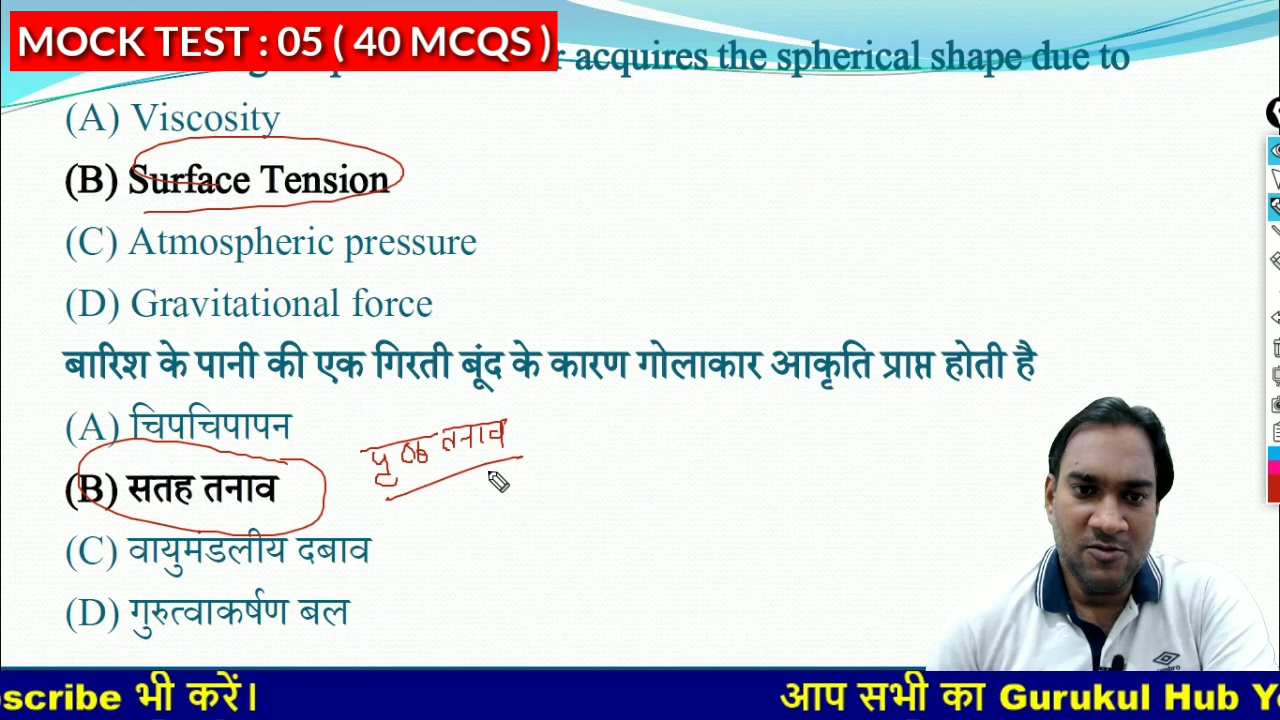 MOCK TEST : 05 ( 40 MCQS )
acquires the spherical shape due to
(A) Viscosity
(B) Surface Tension
(C) Atmospheric pressure
(D) Gravitational force
बारिश के पानी की एक गिरती बूंद के कारण गोलाकार आकृति प्राप्त होती है
(A) चिपचिपापन
तनाव
(B) सतह तनाव
(C) वायुमंडलीय दबाव
(D) गुरुत्वाकर्षण बल
scribe भी करें।
आप सभी का Gurukul Hub Y